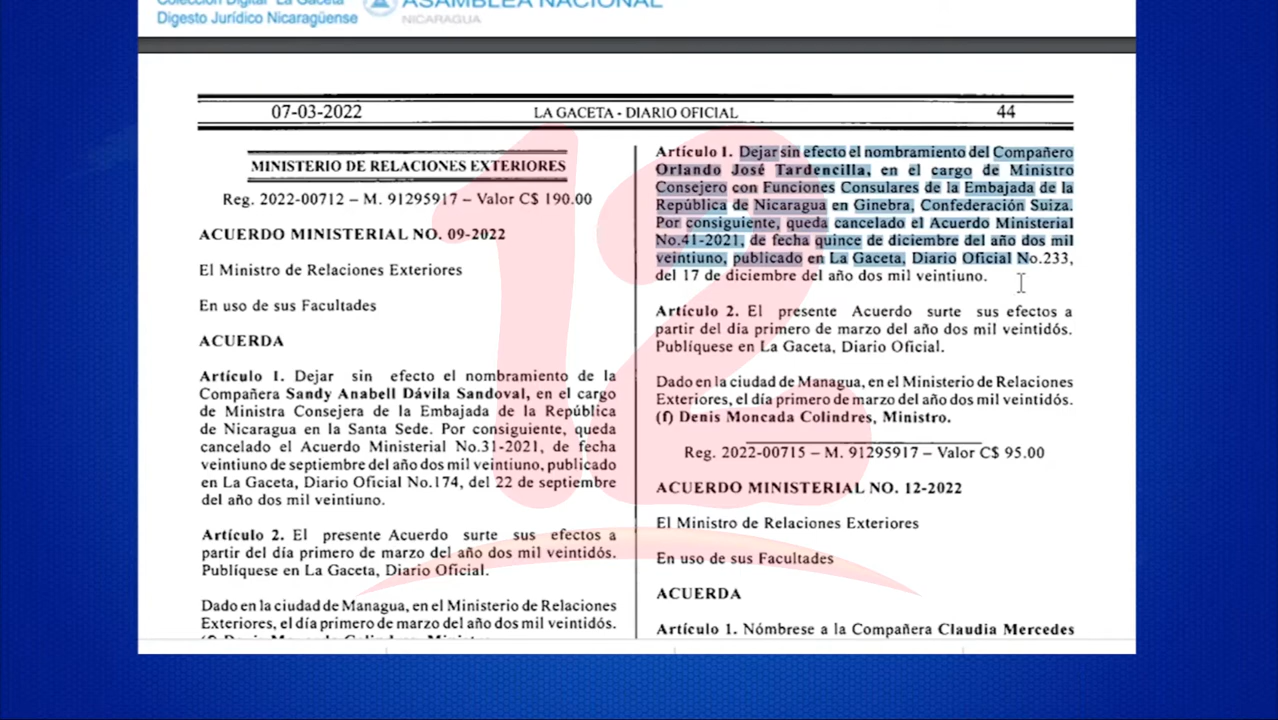 Colección Digital "La Gaceta"
Digesto Jurídico Nicaragüense
ASAMBLEA NACIONAL
NICARAGUA
07-03-2022 LA GACETA - DIARIO OFICIAL 44
MINISTERIO DE RELACIONES EXTERIORES
Reg. 2022-00712 – M. 91295917 – Valor C$ 190.00
ACUERDO MINISTERIAL NO. 09-2022
El Ministro de Relaciones Exteriores
En uso de sus Facultades
ACUERDA
Artículo 1. Dejar sin efecto el nombramiento de la
Compañera Sandy Anabell Dávila Sandoval, en el cargo
de Ministra Consejera de la Embajada de la República
de Nicaragua en la Santa Sede. Por consiguiente, queda
cancelado el Acuerdo Ministerial No.31-2021, de fecha
veintiuno de septiembre del año dos mil veintiuno, publicado
en La Gaceta, Diario Oficial No.174, del 22 de septiembre
del año dos mil veintiuno.
Artículo 2. El presente Acuerdo surte sus efectos a
partir del día primero de marzo del año dos mil veintidós.
Publíquese en La Gaceta, Diario Oficial.
Dado en la ciudad de Managua, en el Ministerio de Relaciones
Exteriores, el día primero de marzo del año dos mil veintidós.
(f) Denis Moncada Colindres, Ministro.
Artículo 1. Dejar sin efecto el nombramiento del Compañero
Orlando José Tardencilla, en el cargo de Ministro
Consejero con Funciones Consulares de la Embajada de la
República de Nicaragua en Ginebra, Confederación Suiza.
Por consiguiente, queda cancelado el Acuerdo Ministerial
No.41-2021, de fecha quince de diciembre del año dos mil
veintiuno, publicado en La Gaceta, Diario Oficial No.233,
del 17 de diciembre del año dos mil veintiuno.
Artículo 2. El presente Acuerdo surte sus efectos a
partir del día primero de marzo del año dos mil veintidós.
Publíquese en La Gaceta, Diario Oficial.
Dado en la ciudad de Managua, en el Ministerio de Relaciones
Exteriores, el día primero de marzo del año dos mil veintidós.
(f) Denis Moncada Colindres, Ministro.
Reg. 2022-00715 – M. 91295917 – Valor C$ 95.00
ACUERDO MINISTERIAL NO. 12-2022
El Ministro de Relaciones Exteriores
En uso de sus Facultades
ACUERDA
Artículo 1. Nómbrese a la Compañera Claudia Mercedes
12